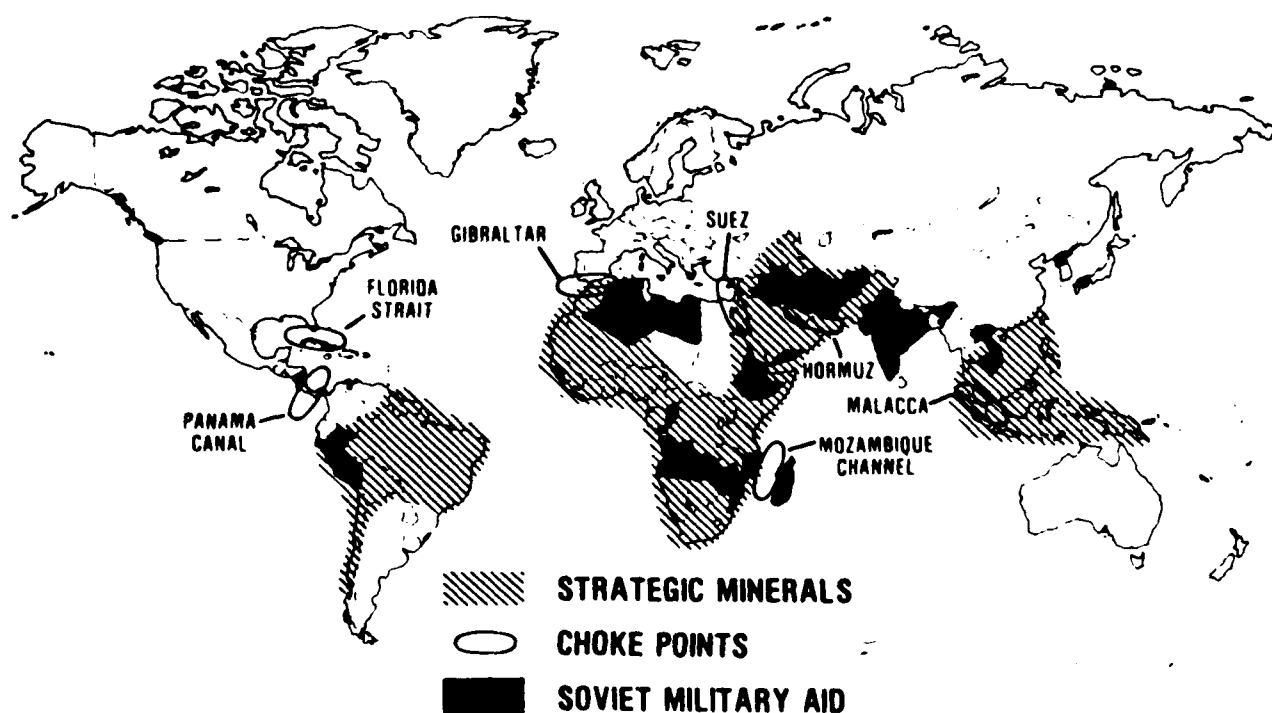 GIBRALTAR
SUEZ
FLORIDA
STRAIT
HORMUZ
MALACCA
PANAMA
CANAL
MOZAMBIQUE
CHANNEL
STRATEGIC MINERALS
CHOKE POINTS
SOVIET MILITARY AID